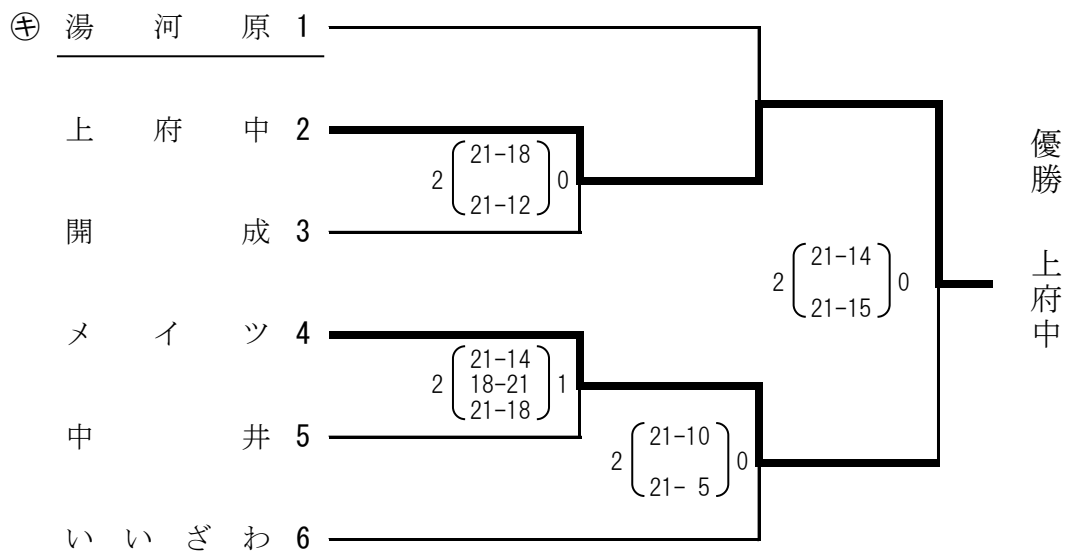 ㋖ 湯河原 1
上府中 2
2 21-18 0
21-12
開成 3
メイツ 4
21-14
2 18-21 1
21-18
中井 5
いいざわ 6
21-10
2 0
21- 5
21-14
2 0
21-15
優勝 上府中